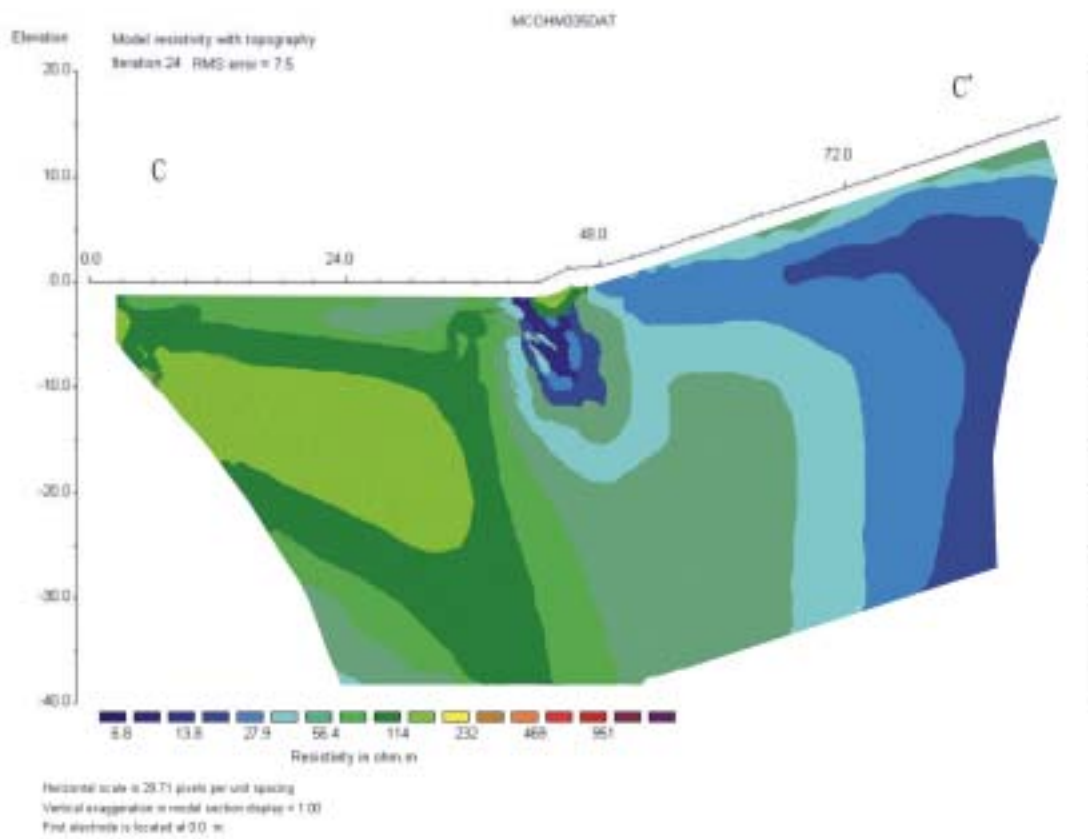 Elevation
Model resistivity with topography
Iteration 24 RMS error = 7.5
20.0
10.0
0.0
-10.0
-20.0
-30.0
-40.0
C
C'
0.0
24.0
48.0
72.0
6.8 13.8 27.9 56.4 114 232 468 951
Resistivity in ohm.m
Horizontal scale is 29.71 pixels per unit spacing
Vertical exaggeration in model section display = 1.00
First electrode is located at 0.0 m.